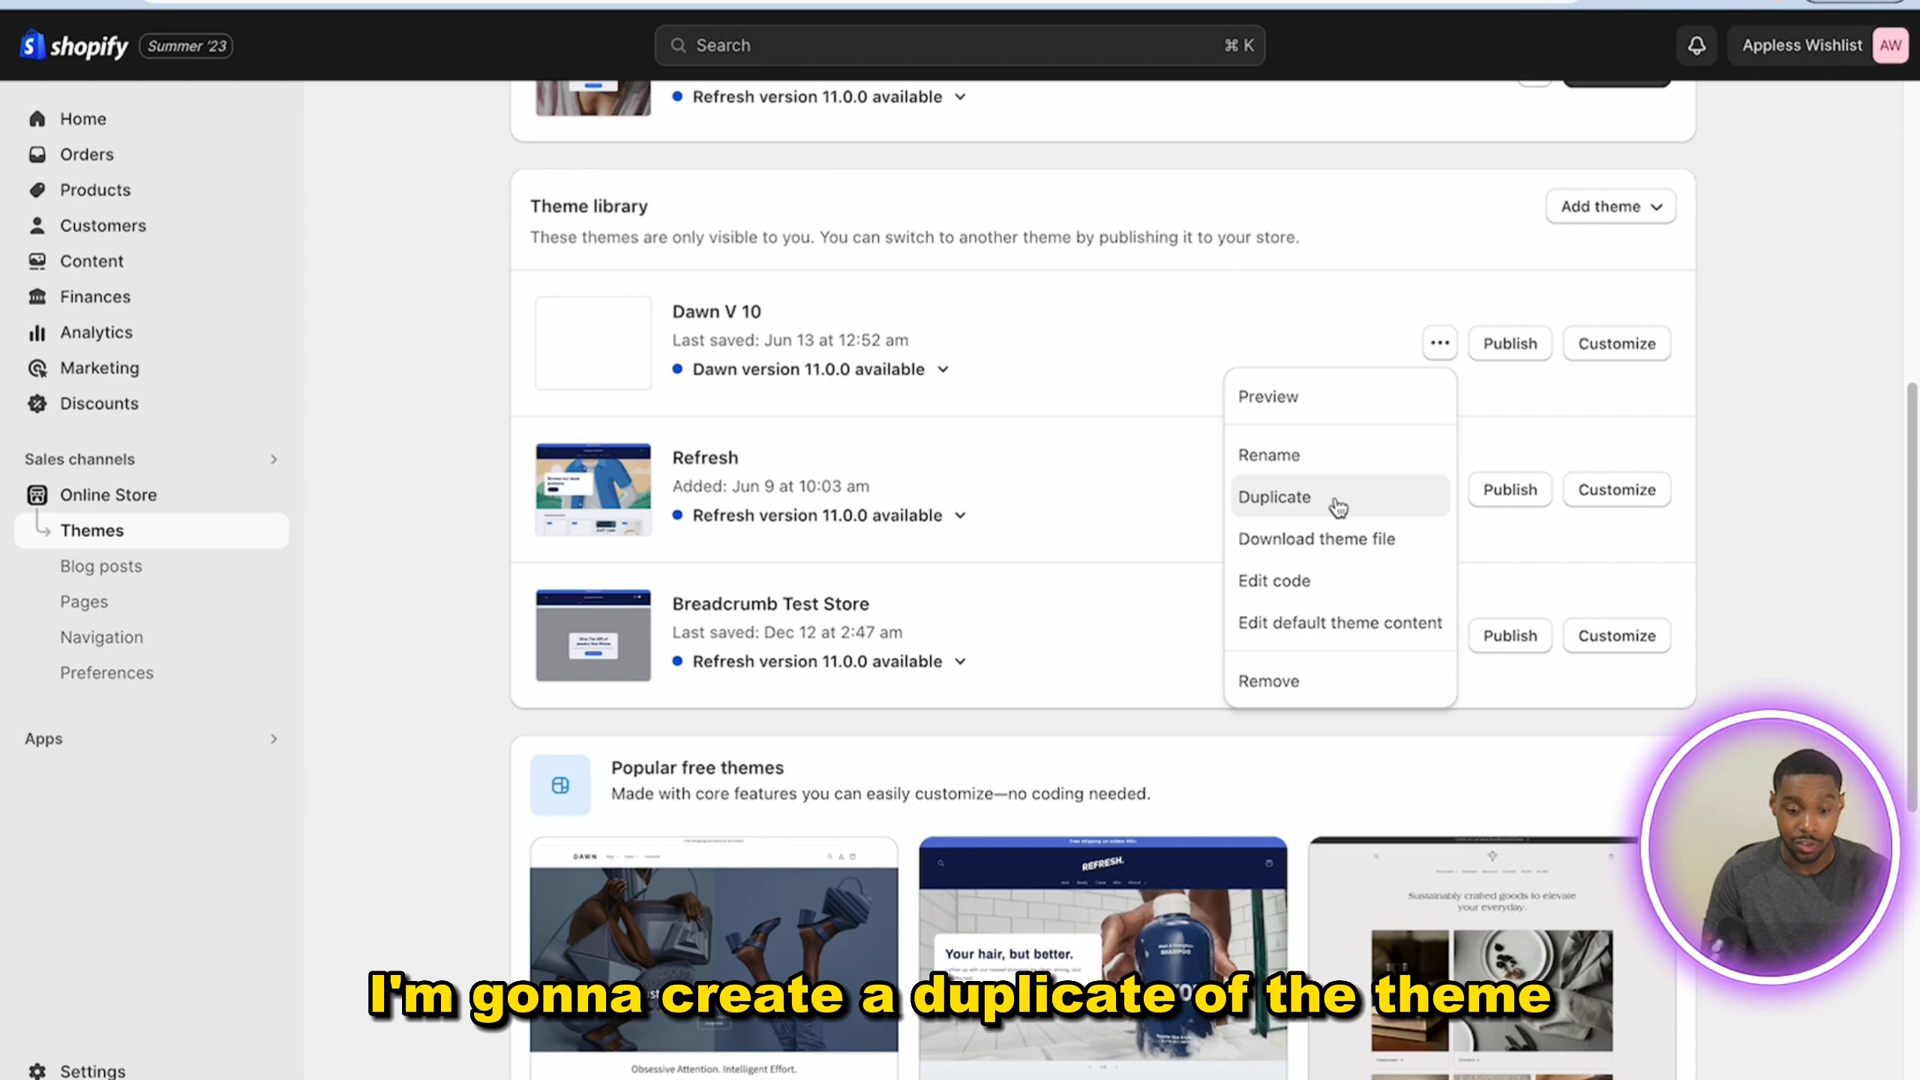 shopify
Summer '23
Search
⌘ K
Appless Wishlist
AW
Home
Orders
Products
Customers
Content
Finances
Analytics
Marketing
Discounts
Sales channels
Online Store
Themes
Blog posts
Pages
Navigation
Preferences
Apps
Settings
Refresh version 11.0.0 available
Theme library
Add theme
These themes are only visible to you. You can switch to another theme by publishing it to your store.
Dawn V 10
Last saved: Jun 13 at 12:52 am
Dawn version 11.0.0 available
Publish
Customize
Refresh
Added: Jun 9 at 10:03 am
Refresh version 11.0.0 available
Publish
Customize
Breadcrumb Test Store
Last saved: Dec 12 at 2:47 am
Refresh version 11.0.0 available
Publish
Customize
Preview
Rename
Duplicate
Download theme file
Edit code
Edit default theme content
Remove
Popular free themes
Made with core features you can easily customize—no coding needed.
DAWN
Obsessive Attention. Intelligent Effort.
Free shipping on orders
REFRESH.
Your hair, but better.
SHAMPOO
Sustainably crafted goods to elevate
your everyday.
I'm gonna create a duplicate of the theme